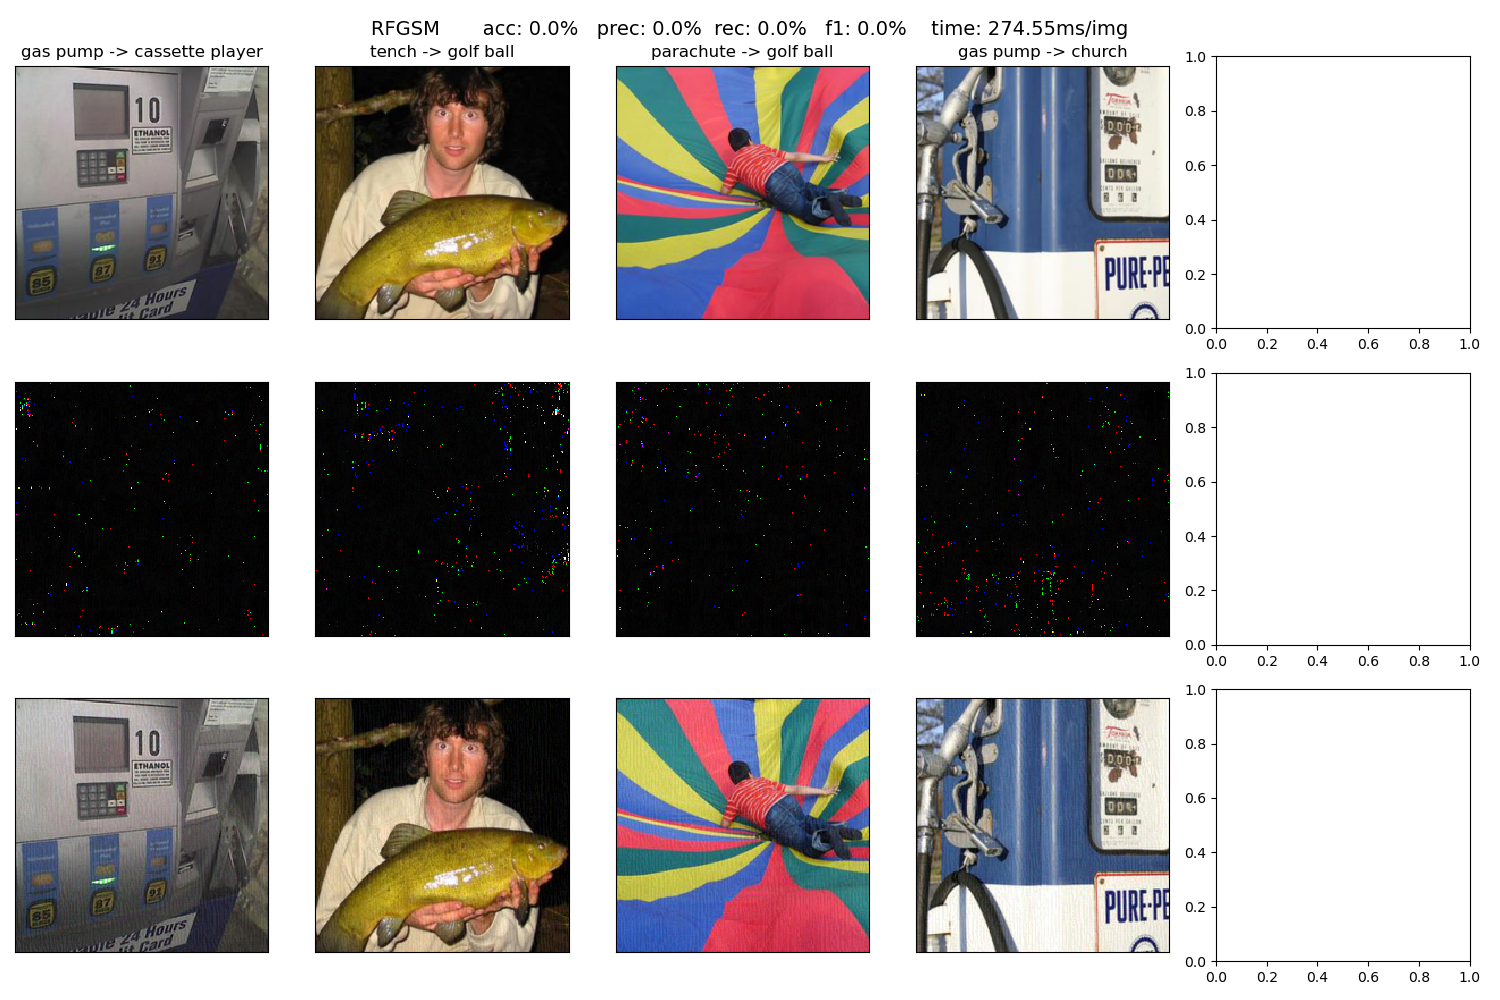 RFGSM acc: 0.0% prec: 0.0% rec: 0.0% f1: 0.0% time: 274.55ms/img
gas pump -> cassette player
tench -> golf ball
parachute -> golf ball
gas pump -> church
10
ETHANOL
85
87
91
24 Hours
Card
PURE-PE
1.0
0.8
0.6
0.4
0.2
0.0
0.0 0.2 0.4 0.6 0.8 1.0
1.0
0.8
0.6
0.4
0.2
0.0
0.0 0.2 0.4 0.6 0.8 1.0
10
ETHANOL
85
87
91
24 Hours
Card
PURE-PE
1.0
0.8
0.6
0.4
0.2
0.0
0.0 0.2 0.4 0.6 0.8 1.0